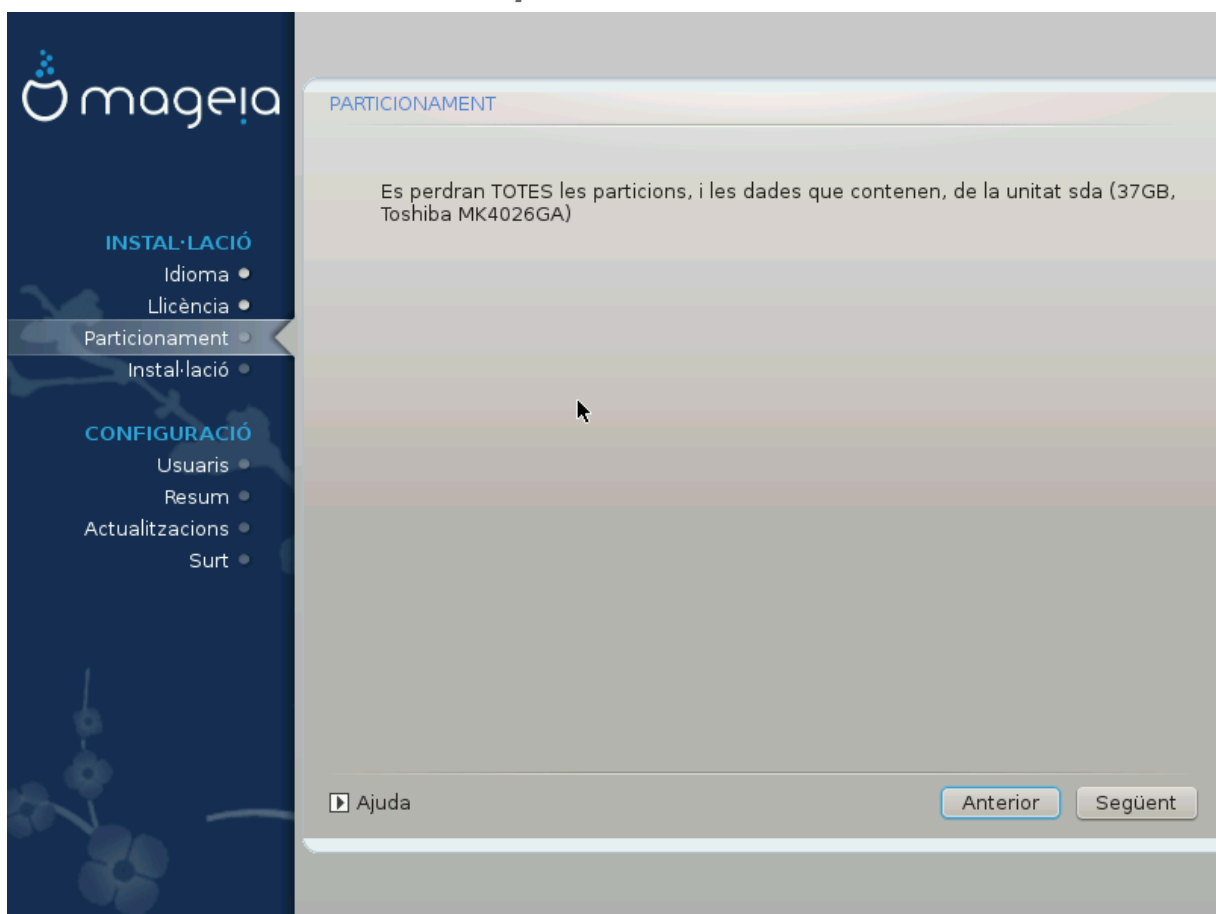 mageia
PARTICIONAMENT
Es perdran TOTES les particions, i les dades que contenen, de la unitat sda (37GB,
Toshiba MK4026GA)
INSTAL·LACIÓ
Idioma
Llicència
Particionament
Instal·lació
CONFIGURACIÓ
Usuaris
Resum
Actualitzacions
Surt
Ajuda
Anterior
Següent